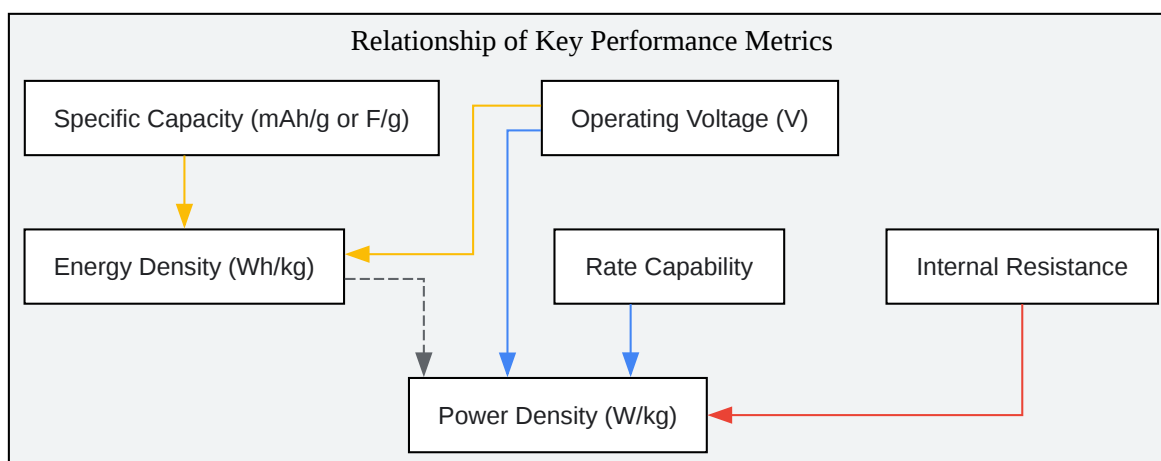 Relationship of Key Performance Metrics
Specific Capacity (mAh/g or F/g)
Operating Voltage (V)
Energy Density (Wh/kg)
Rate Capability
Internal Resistance
Power Density (W/kg)